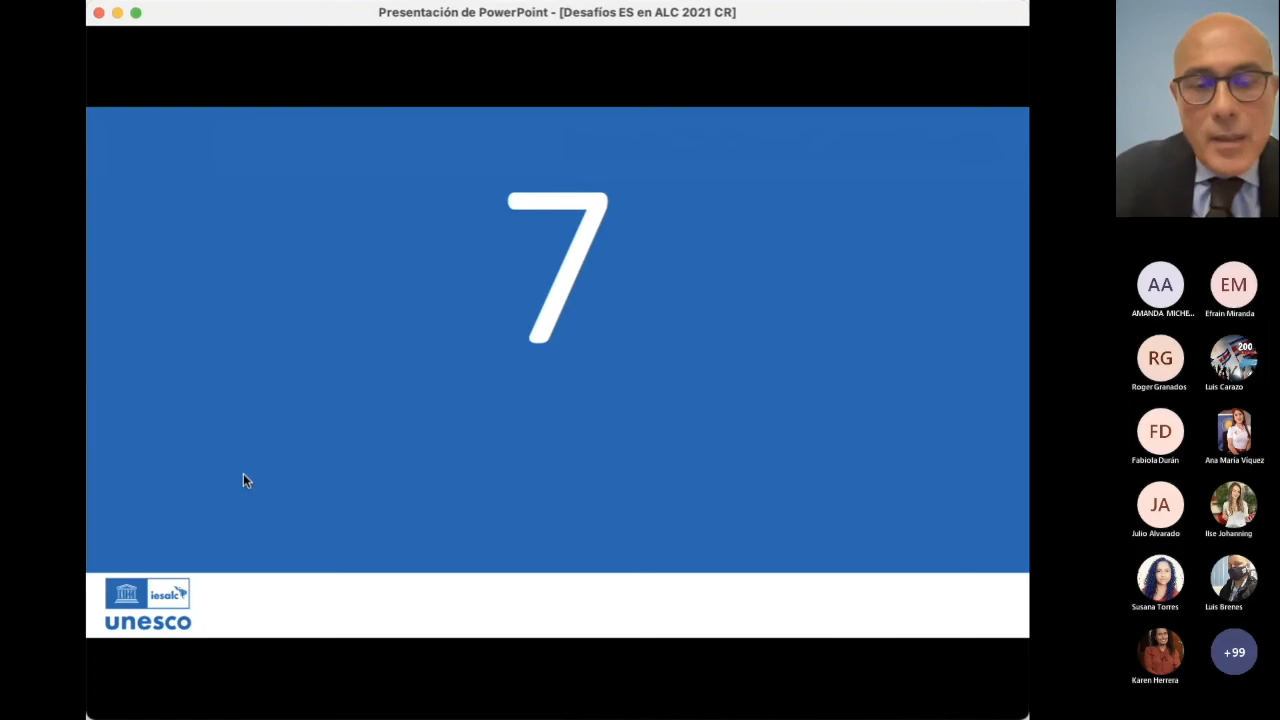 Presentación de PowerPoint - [Desafíos ES en ALC 2021 CR]
7
iesalc
unesco
AA
AMANDA MICHE...
EM
Efrain Miranda
RG
Roger Granados
200
Luis Carazo
FD
Fabiola Durán
Ana María Víquez
JA
Julio Alvarado
Ilse Johanning
Susana Torres
Luis Brenes
Karen Herrera
+99